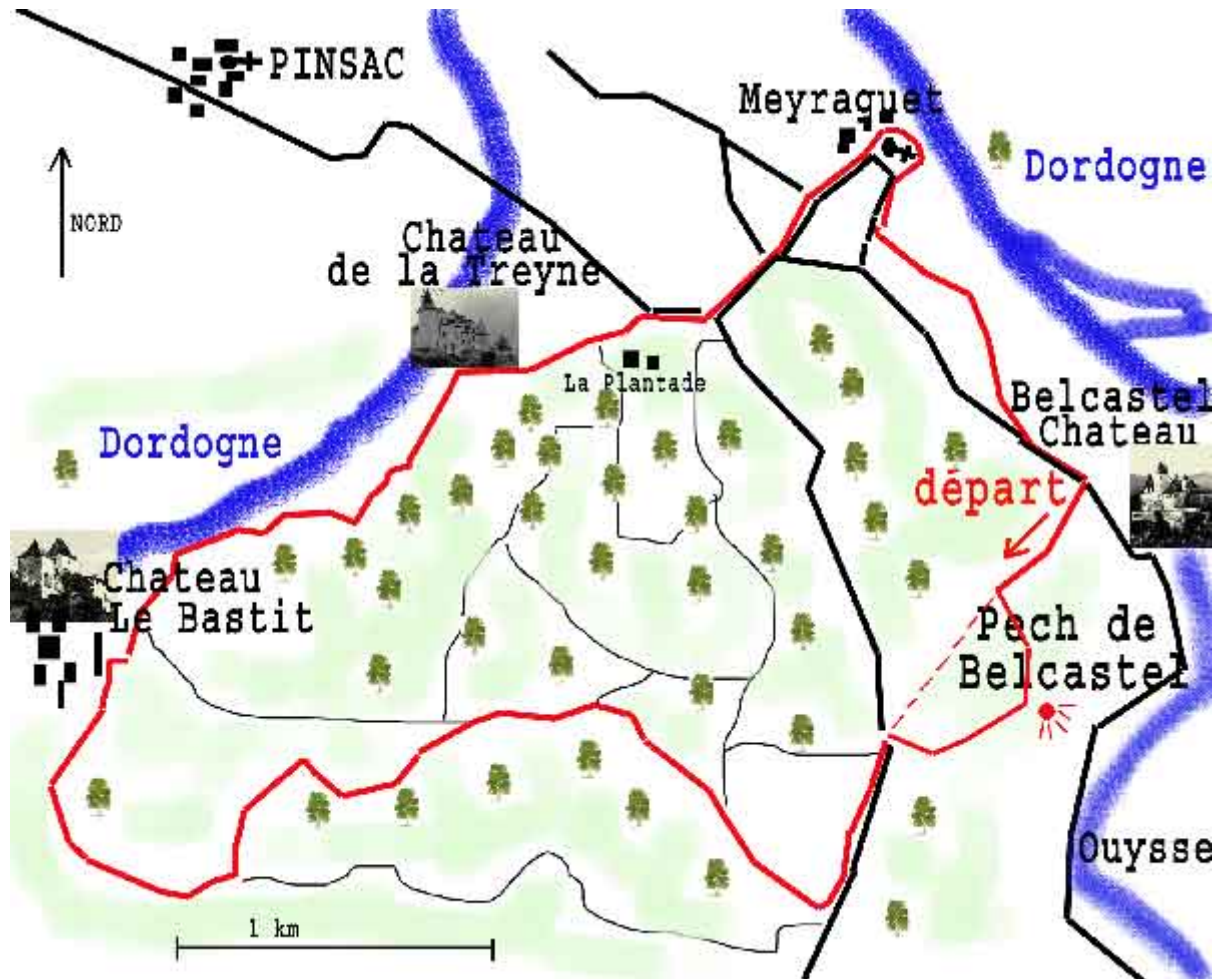 PINSAC
Meyraguet
Dordogne
NORD
Chateau
de la Treyne
La Plantade
Belcastel
Chateau
Dordogne
départ
Chateau
Le Bastit
Pech de
Belcastel
Ouysse
1 km